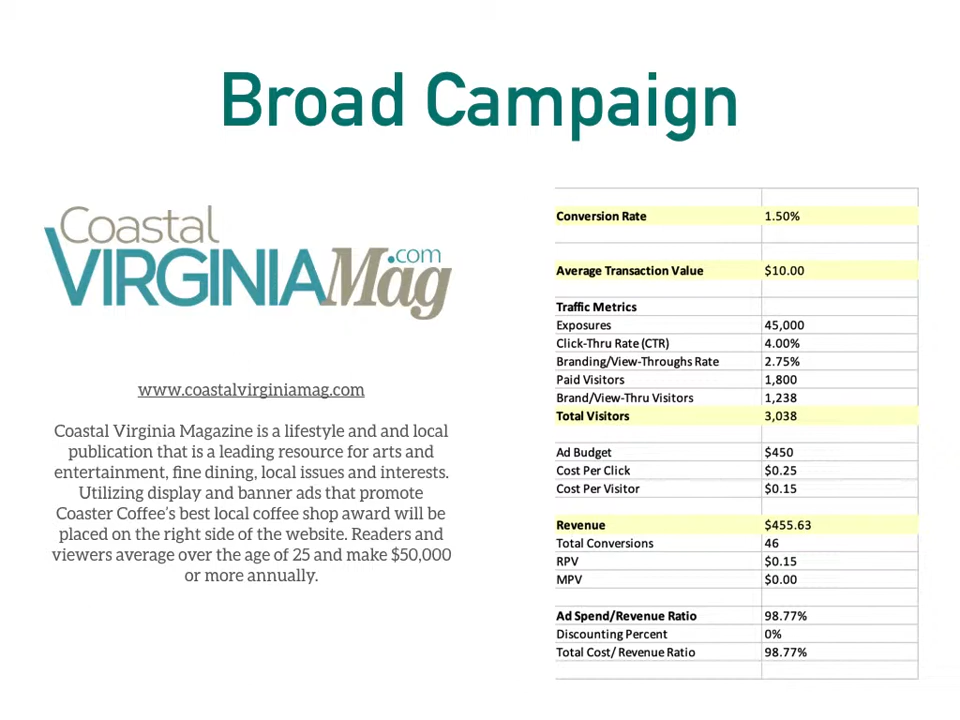 Broad Campaign
Coastal
VIRGINIAMag.com
www.coastalvirginiamag.com
Coastal Virginia Magazine is a lifestyle and and local
publication that is a leading resource for arts and
entertainment, fine dining, local issues and interests.
Utilizing display and banner ads that promote
Coaster Coffee's best local coffee shop award will be
placed on the right side of the website. Readers and
viewers average over the age of 25 and make $50,000
or more annually.
Conversion Rate 1.50%
Average Transaction Value $10.00
Traffic Metrics
Exposures 45,000
Click-Thru Rate (CTR) 4.00%
Branding/View-Throughs Rate 2.75%
Paid Visitors 1,800
Brand/View-Thru Visitors 1,238
Total Visitors 3,038
Ad Budget $450
Cost Per Click $0.25
Cost Per Visitor $0.15
Revenue $455.63
Total Conversions 46
RPV $0.15
MPV $0.00
Ad Spend/Revenue Ratio 98.77%
Discounting Percent 0%
Total Cost/ Revenue Ratio 98.77%